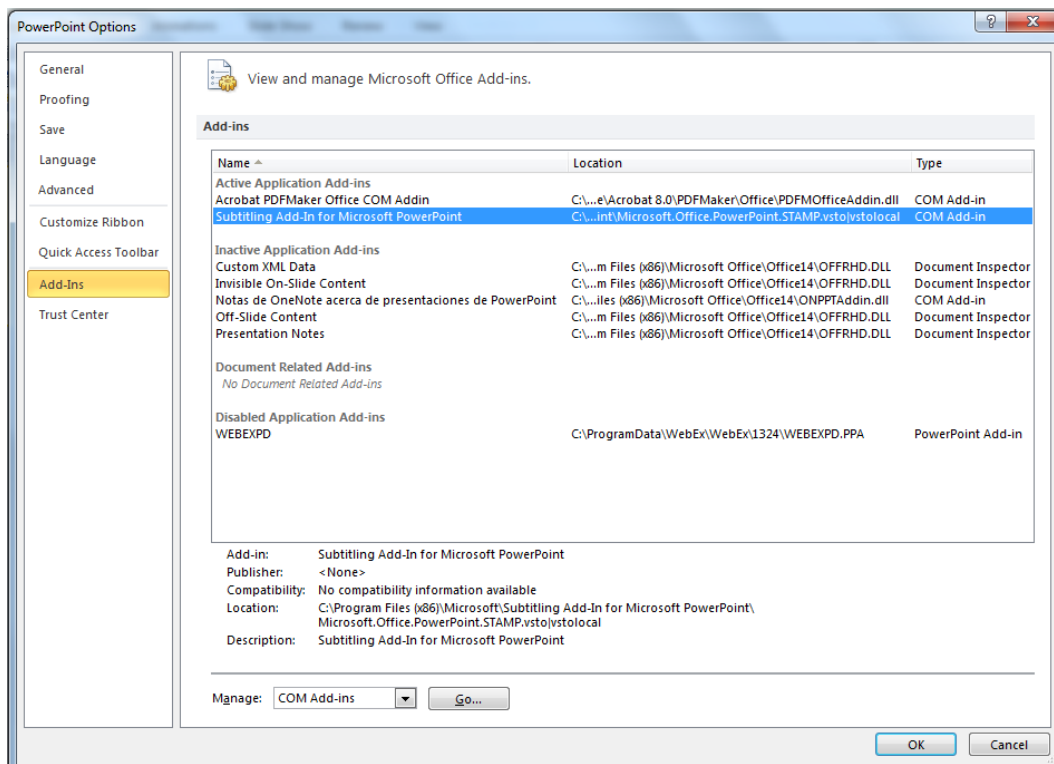 PowerPoint Options
Slide Show Review View
General
Proofing
Save
Language
Advanced
Customize Ribbon
Quick Access Toolbar
Add-Ins
Trust Center
View and manage Microsoft Office Add-ins.
Add-ins
Name Location Type
Active Application Add-ins
Acrobat PDFMaker Office COM Addin C:\...e\Acrobat 8.0\PDFMaker\Office\PDFMOfficeAddin.dll COM Add-in
Subtitling Add-In for Microsoft PowerPoint C:\...int\Microsoft.Office.PowerPoint.STAMP.vsto|vstolocal COM Add-in
Inactive Application Add-ins
Custom XML Data C:\...m Files (x86)\Microsoft Office\Office14\OFFRHD.DLL Document Inspector
Invisible On-Slide Content C:\...m Files (x86)\Microsoft Office\Office14\OFFRHD.DLL Document Inspector
Notas de OneNote acerca de presentaciones de PowerPoint C:\...iles (x86)\Microsoft Office\Office14\ONPPTAddin.dll COM Add-in
Off-Slide Content C:\...m Files (x86)\Microsoft Office\Office14\OFFRHD.DLL Document Inspector
Presentation Notes C:\...m Files (x86)\Microsoft Office\Office14\OFFRHD.DLL Document Inspector
Document Related Add-ins
No Document Related Add-ins
Disabled Application Add-ins
WEBEXPD C:\ProgramData\WebEx\WebEx\1324\WEBEXPD.PPA PowerPoint Add-in
Add-in: Subtitling Add-In for Microsoft PowerPoint
Publisher: <None>
Compatibility: No compatibility information available
Location: C:\Program Files (x86)\Microsoft\Subtitling Add-In for Microsoft PowerPoint\
Microsoft.Office.PowerPoint.STAMP.vsto|vstolocal
Description: Subtitling Add-In for Microsoft PowerPoint
Manage: COM Add-ins Go...
OK Cancel